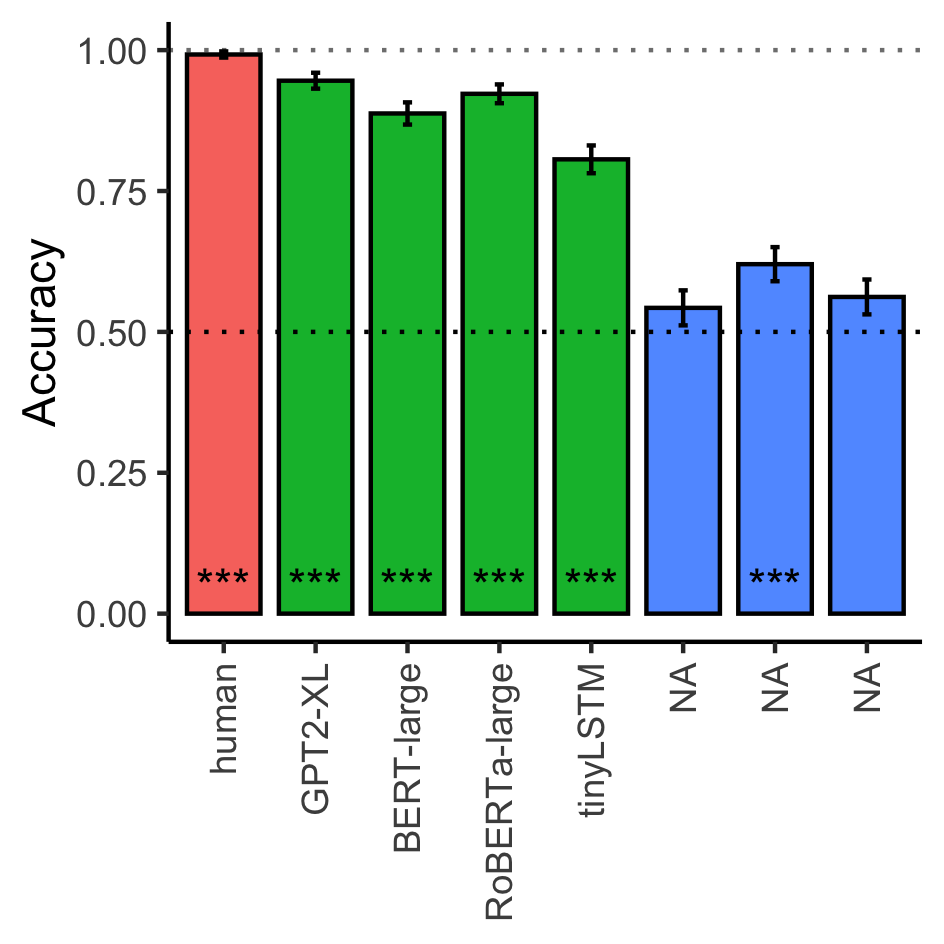 Accuracy
1.00
0.75
0.50
0.25
0.00
*** *** *** *** *** ***
human
GPT2-XL
BERT-large
RoBERTa-large
tinyLSTM
NA
NA
NA